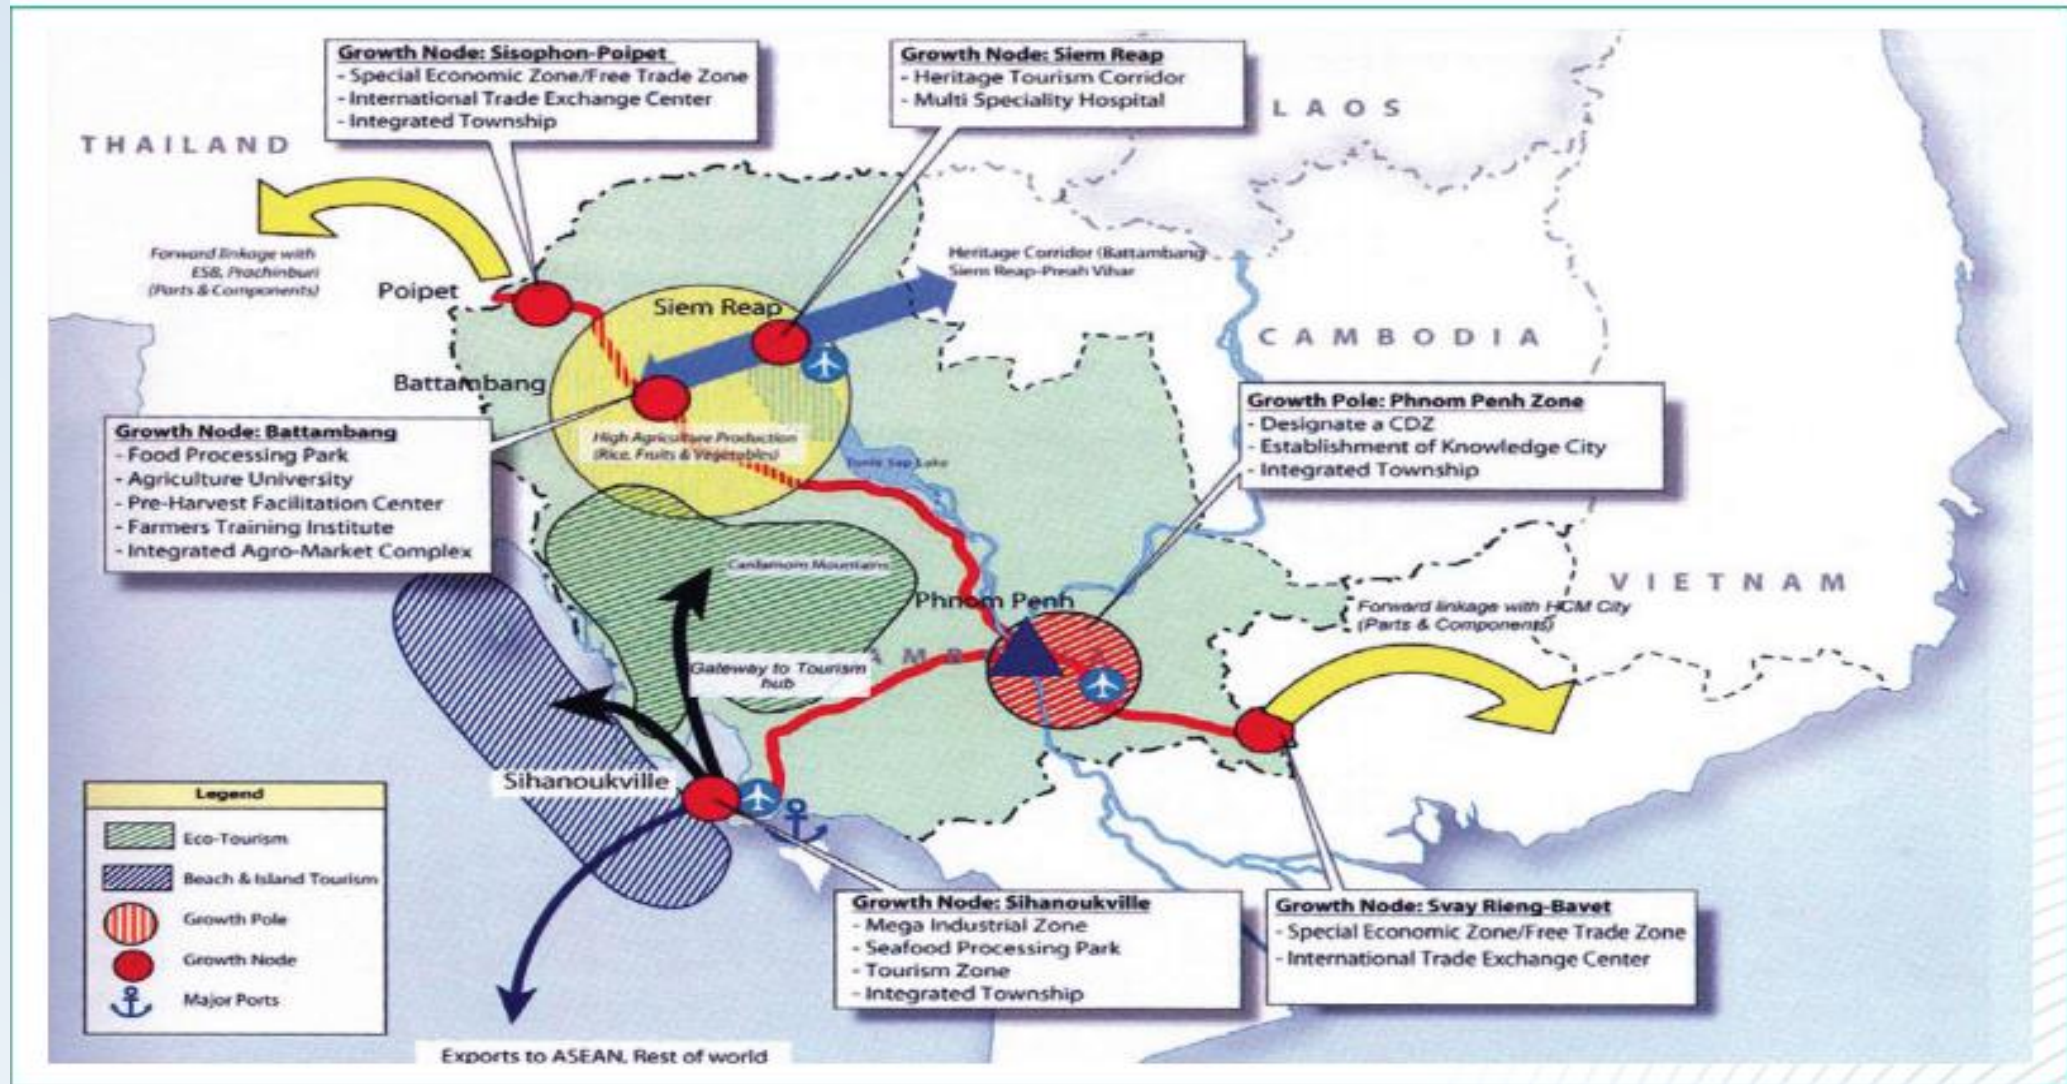 Growth Node: Sisophon-Poipet
- Special Economic Zone/Free Trade Zone
- International Trade Exchange Center
- Integrated Township
Growth Node: Siem Reap
- Heritage Tourism Corridor
- Multi Speciality Hospital
LAOS
THAILAND
Forward linkage with
ESB, Prachinburi
(Parts & Components)
Poipet
Siem Reap
Heritage Corridor (Battambang
Siem Reap-Preah Vihar
CAMBODIA
Battambang
Growth Node: Battambang
- Food Processing Park
- Agriculture University
- Pre-Harvest Facilitation Center
- Farmers Training Institute
- Integrated Agro-Market Complex
High Agriculture Production
(Rice, Fruits & Vegetables)
Tonle Sap Lake
Growth Pole: Phnom Penh Zone
- Designate a CDZ
- Establishment of Knowledge City
- Integrated Township
Cardamom Mountains
Phnom Penh
VIETNAM
Forward linkage with HCM City
(Parts & Components)
Gateway to Tourism
hub
Sihanoukville
Legend
Eco-Tourism
Beach & Island Tourism
Growth Pole
Growth Node
Major Ports
Growth Node: Sihanoukville
- Mega Industrial Zone
- Seafood Processing Park
- Tourism Zone
- Integrated Township
Growth Node: Svay Rieng-Bavet
- Special Economic Zone/Free Trade Zone
- International Trade Exchange Center
Exports to ASEAN, Rest of world